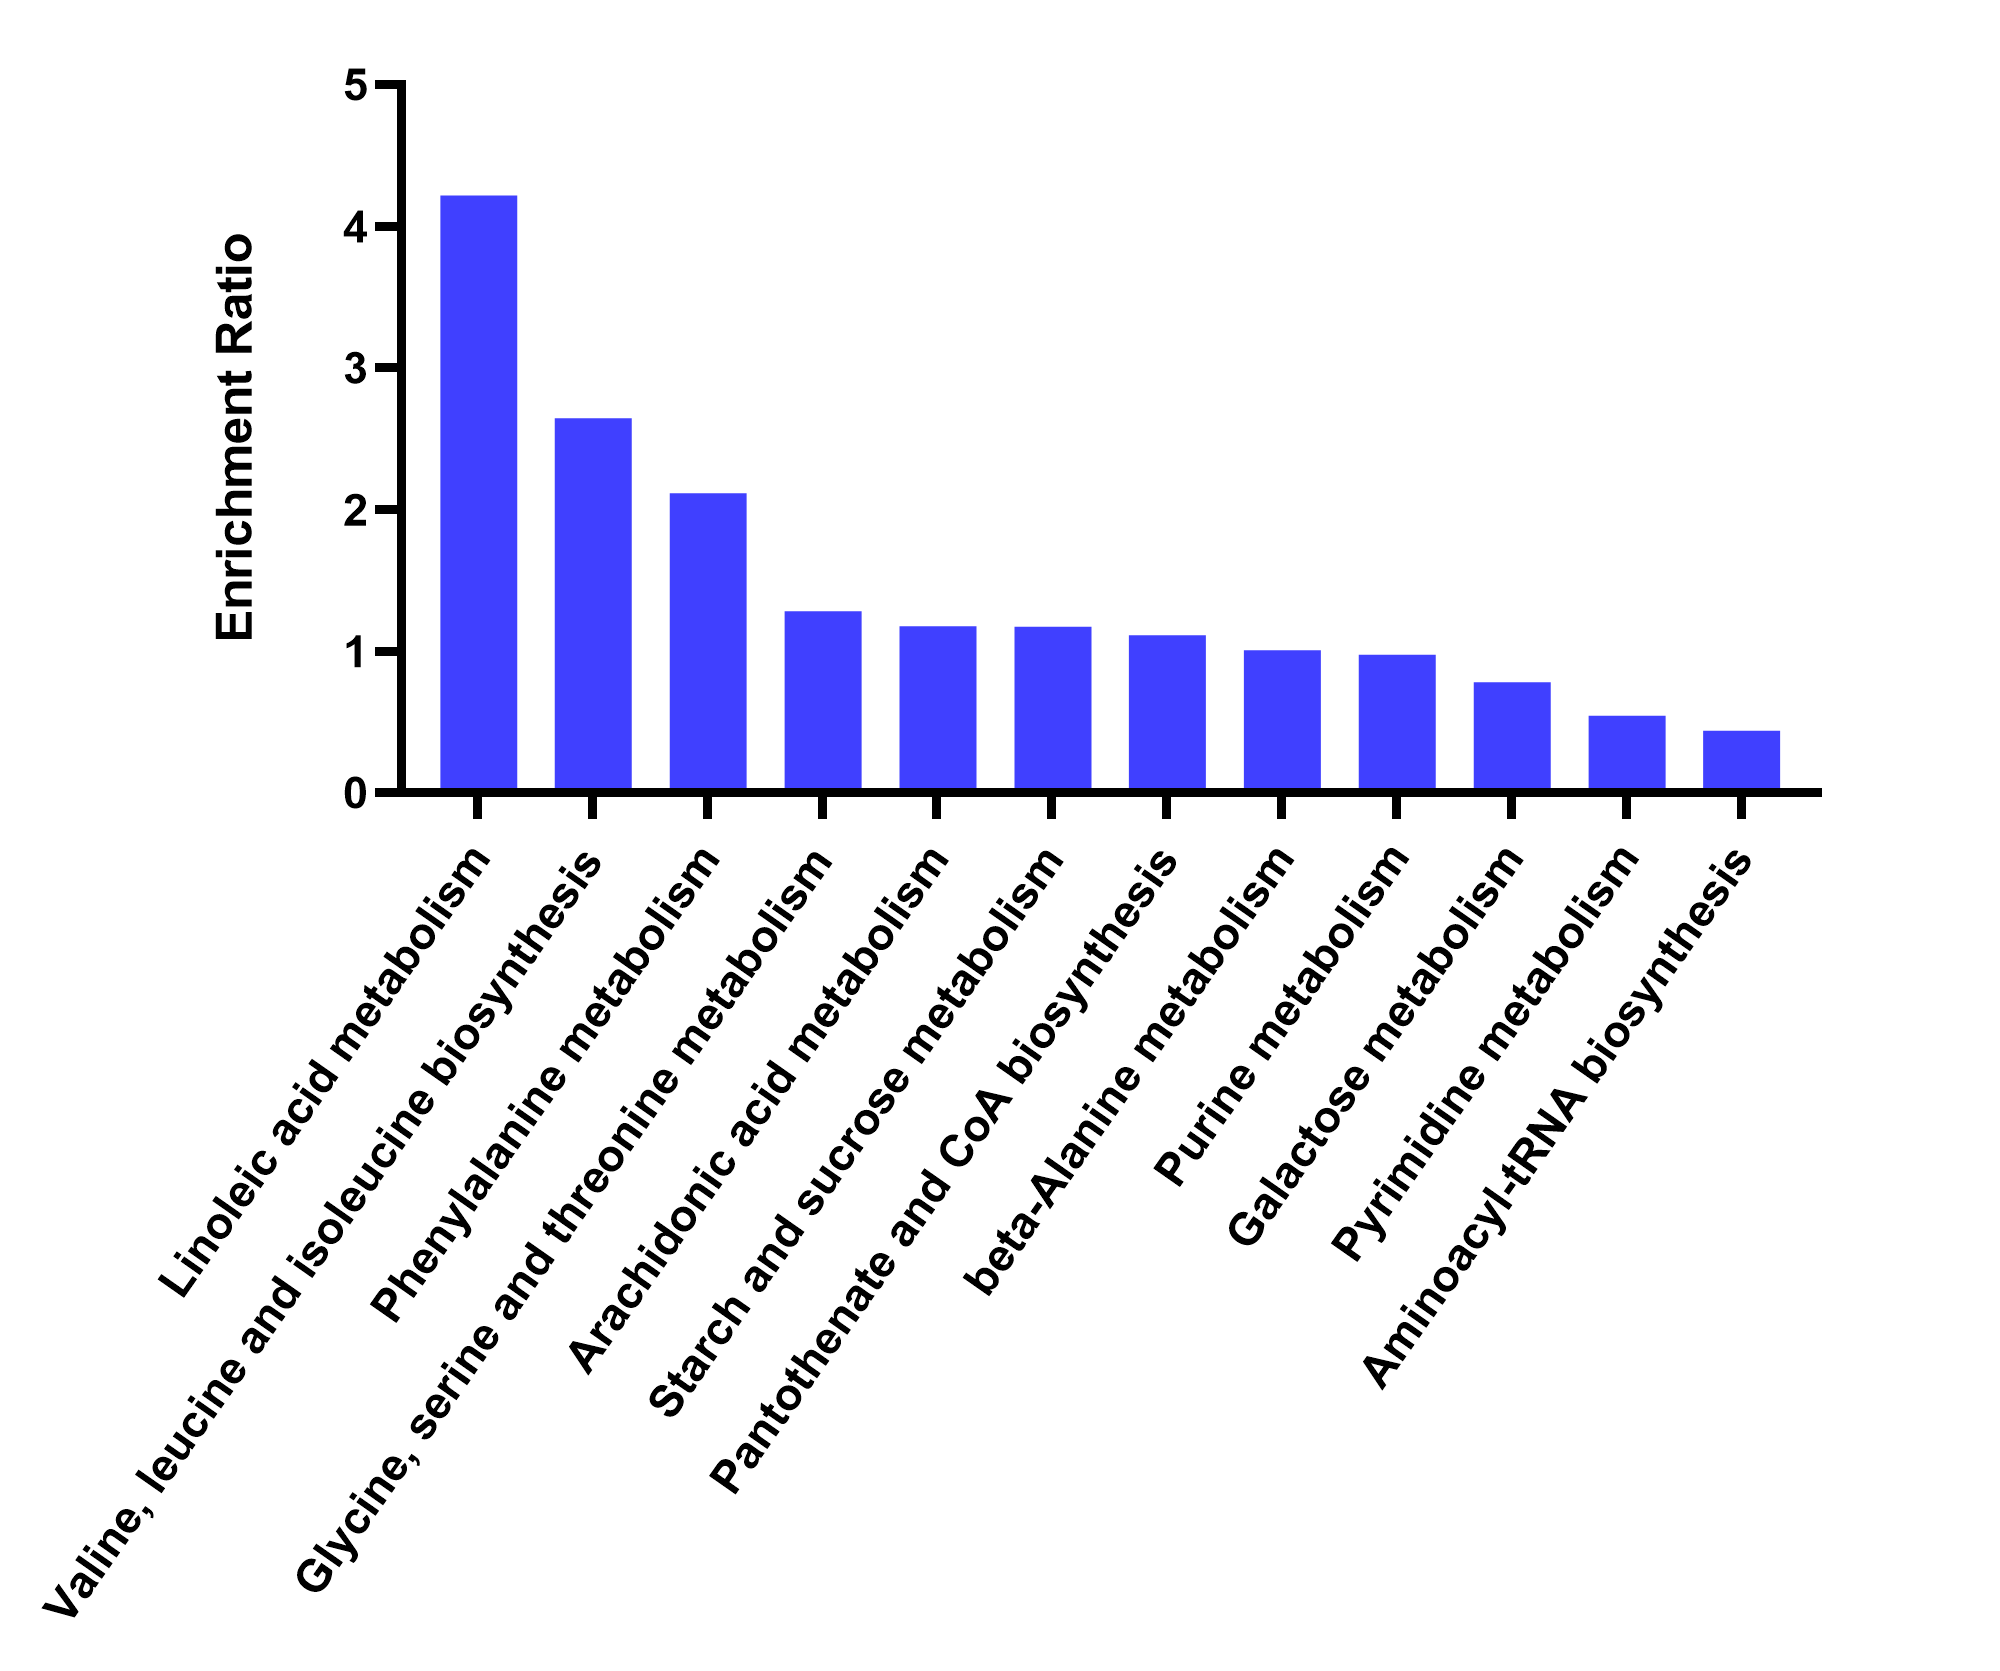 Enrichment Ratio
5
4
3
2
1
0
Linoleic acid metabolism
Valine, leucine and isoleucine biosynthesis
Phenylalanine metabolism
Glycine, serine and threonine metabolism
Arachidonic acid metabolism
Starch and sucrose metabolism
Pantothenate and CoA biosynthesis
beta-Alanine metabolism
Purine metabolism
Galactose metabolism
Pyrimidine metabolism
Aminoacyl-tRNA biosynthesis